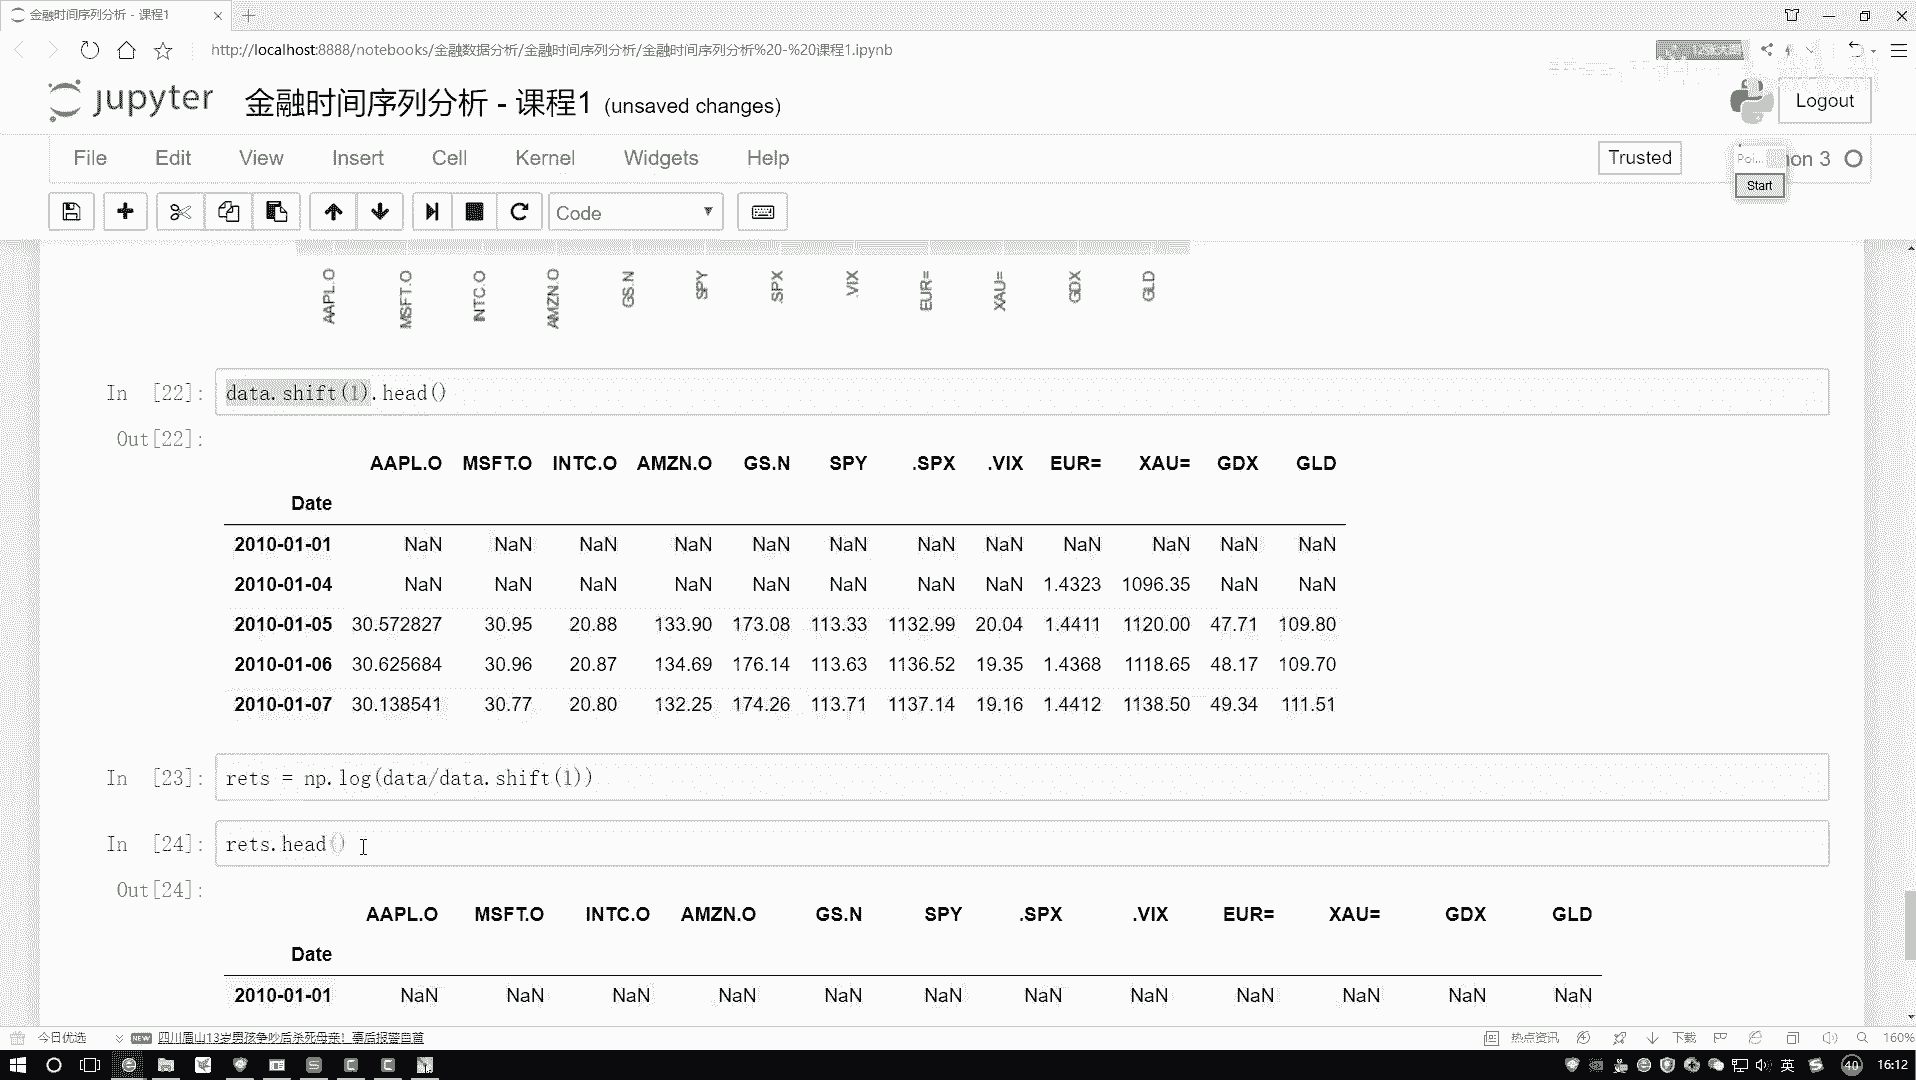 金融时间序列分析 - 课程1
http://localhost:8888/notebooks/金融数据分析/金融时间序列分析/金融时间序列分析%20-%20课程1.ipynb
jupyter 金融时间序列分析 - 课程1 (unsaved changes)
Logout
File Edit View Insert Cell Kernel Widgets Help
Trusted
Poi... on 3
Start
Code
AAPL.O MSFT.O INTC.O AMZN.O GS.N SPY .SPX .VIX EUR= XAU= GDX GLD
In [22]: data.shift(1).head()
Out[22]:
AAPL.O MSFT.O INTC.O AMZN.O GS.N SPY .SPX .VIX EUR= XAU= GDX GLD
Date
2010-01-01 NaN NaN NaN NaN NaN NaN NaN NaN NaN NaN NaN NaN
2010-01-04 NaN NaN NaN NaN NaN NaN NaN NaN 1.4323 1096.35 NaN NaN
2010-01-05 30.572827 30.95 20.88 133.90 173.08 113.33 1132.99 20.04 1.4411 1120.00 47.71 109.80
2010-01-06 30.625684 30.96 20.87 134.69 176.14 113.63 1136.52 19.35 1.4368 1118.65 48.17 109.70
2010-01-07 30.138541 30.77 20.80 132.25 174.26 113.71 1137.14 19.16 1.4412 1138.50 49.34 111.51
In [23]: rets = np.log(data/data.shift(1))
In [24]: rets.head()
Out[24]:
AAPL.O MSFT.O INTC.O AMZN.O GS.N SPY .SPX .VIX EUR= XAU= GDX GLD
Date
2010-01-01 NaN NaN NaN NaN NaN NaN NaN NaN NaN NaN NaN NaN
今日优选 NEW 四川眉山13岁男孩争吵后杀死母亲！事后报警自首
热点资讯 下载 160%
英 40 16:12